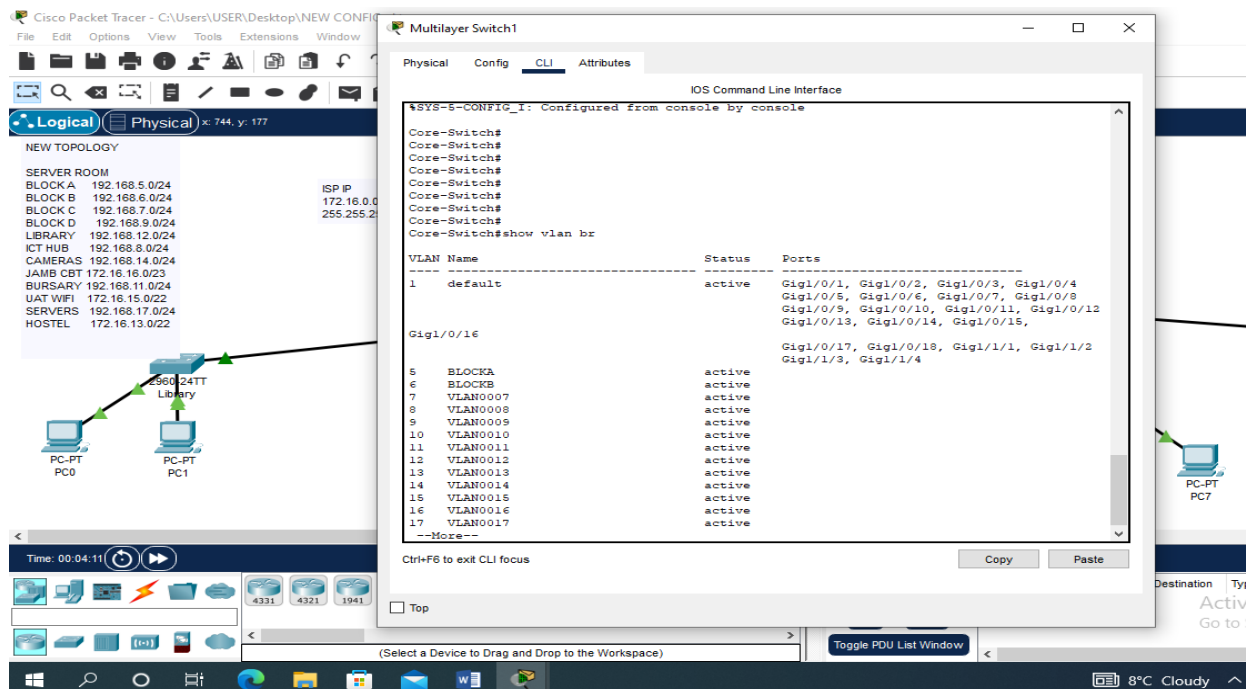 Cisco Packet Tracer - C:\Users\USER\Desktop\NEW CONFIG
File Edit Options View Tools Extensions Window
Logical Physical x: 744, y: 177
NEW TOPOLOGY
SERVER ROOM
BLOCK A 192.168.5.0/24
BLOCK B 192.168.6.0/24
BLOCK C 192.168.7.0/24
BLOCK D 192.168.9.0/24
LIBRARY 192.168.12.0/24
ICT HUB 192.168.8.0/24
CAMERAS 192.168.14.0/24
JAMB CBT 172.16.16.0/23
BURSARY 192.168.11.0/24
UAT WIFI 172.16.15.0/22
SERVERS 192.168.17.0/24
HOSTEL 172.16.13.0/22
ISP IP
172.16.0.0
255.255.2
2960-24TT
Library
PC-PT
PC0
PC-PT
PC1
Multilayer Switch1
Physical Config CLI Attributes
IOS Command Line Interface
%SYS-5-CONFIG_I: Configured from console by console
Core-Switch#
Core-Switch#
Core-Switch#
Core-Switch#
Core-Switch#
Core-Switch#
Core-Switch#
Core-Switch#
Core-Switch#show vlan br
VLAN Name Status Ports
---- -------------------------------- --------- -------------------------------
1 default active Gig1/0/1, Gig1/0/2, Gig1/0/3, Gig1/0/4
Gig1/0/5, Gig1/0/6, Gig1/0/7, Gig1/0/8
Gig1/0/9, Gig1/0/10, Gig1/0/11, Gig1/0/12
Gig1/0/13, Gig1/0/14, Gig1/0/15,
Gig1/0/16
Gig1/0/17, Gig1/0/18, Gig1/1/1, Gig1/1/2
Gig1/1/3, Gig1/1/4
5 BLOCKA active
6 BLOCKB active
7 VLAN0007 active
8 VLAN0008 active
9 VLAN0009 active
10 VLAN0010 active
11 VLAN0011 active
12 VLAN0012 active
13 VLAN0013 active
14 VLAN0014 active
15 VLAN0015 active
16 VLAN0016 active
17 VLAN0017 active
--More--
Ctrl+F6 to exit CLI focus
Copy Paste
Top
PC-PT
PC7
Time: 00:04:11
4331 4321 1941
(Select a Device to Drag and Drop to the Workspace)
Toggle PDU List Window
Destination Typ
Activ
Go to
8°C Cloudy